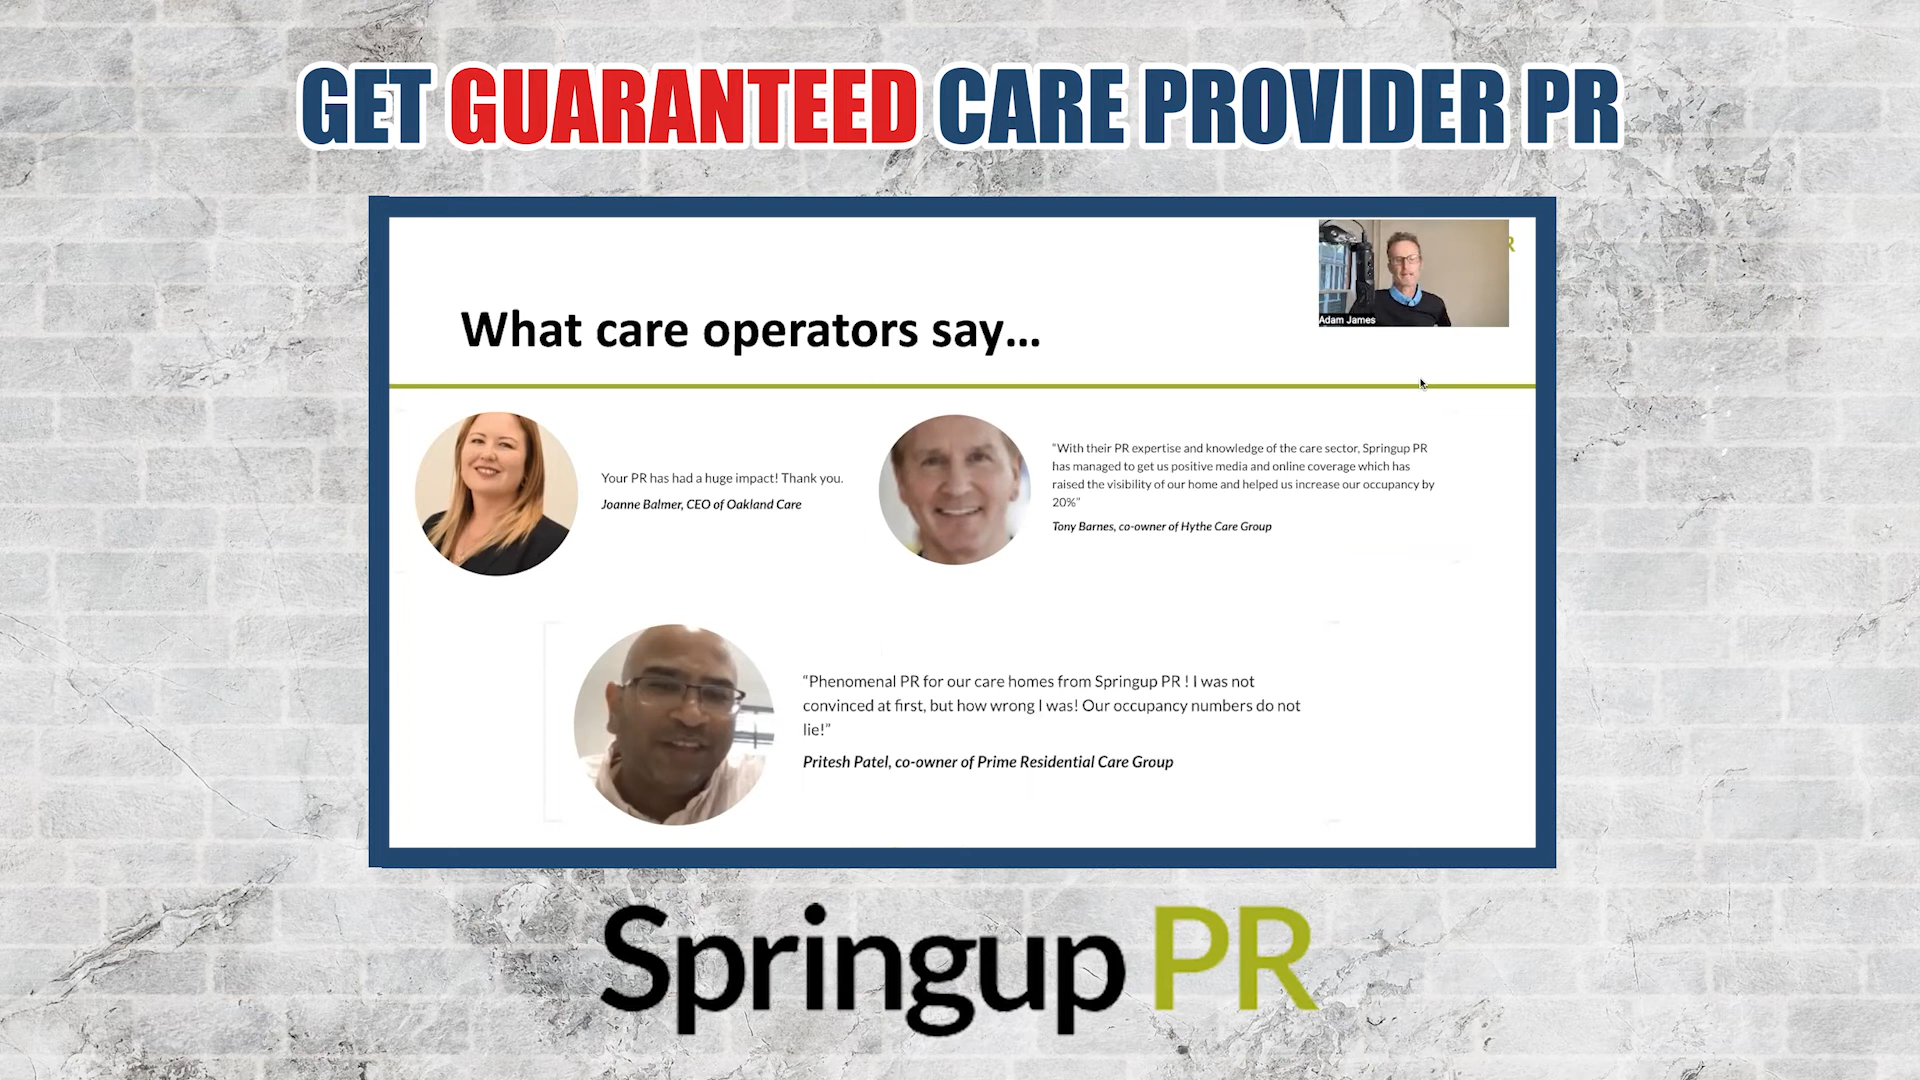 GET GUARANTEED CARE PROVIDER PR
R
Adam James
What care operators say...
Your PR has had a huge impact! Thank you.
Joanne Balmer, CEO of Oakland Care
“With their PR expertise and knowledge of the care sector, Springup PR
has managed to get us positive media and online coverage which has
raised the visibility of our home and helped us increase our occupancy by
20%”
Tony Barnes, co-owner of Hythe Care Group
“Phenomenal PR for our care homes from Springup PR ! I was not
convinced at first, but how wrong I was! Our occupancy numbers do not
lie!”
Pritesh Patel, co-owner of Prime Residential Care Group
Springup PR